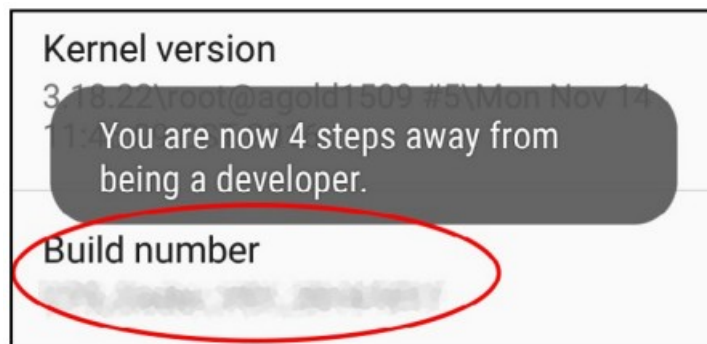 Kernel version
3.18.22\root@agold1509 #5\Mon Nov 14
You are now 4 steps away from
being a developer.
Build number